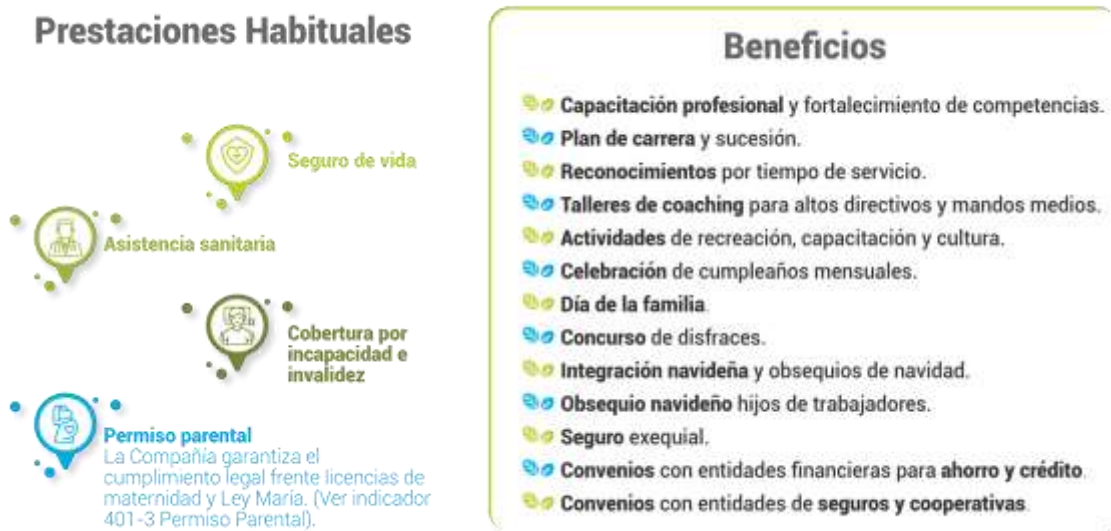 Prestaciones Habituales
Seguro de vida
Asistencia sanitaria
Cobertura por
incapacidad e
invalidez
Permiso parental
La Compañía garantiza el
cumplimiento legal frente licencias de
maternidad y Ley María. (Ver indicador
401-3 Permiso Parental).
Beneficios
Capacitación profesional y fortalecimiento de competencias.
Plan de carrera y sucesión.
Reconocimientos por tiempo de servicio.
Talleres de coaching para altos directivos y mandos medios.
Actividades de recreación, capacitación y cultura.
Celebración de cumpleaños mensuales.
Día de la familia.
Concurso de disfraces.
Integración navideña y obsequios de navidad.
Obsequio navideño hijos de trabajadores.
Seguro exequial.
Convenios con entidades financieras para ahorro y crédito.
Convenios con entidades de seguros y cooperativas.